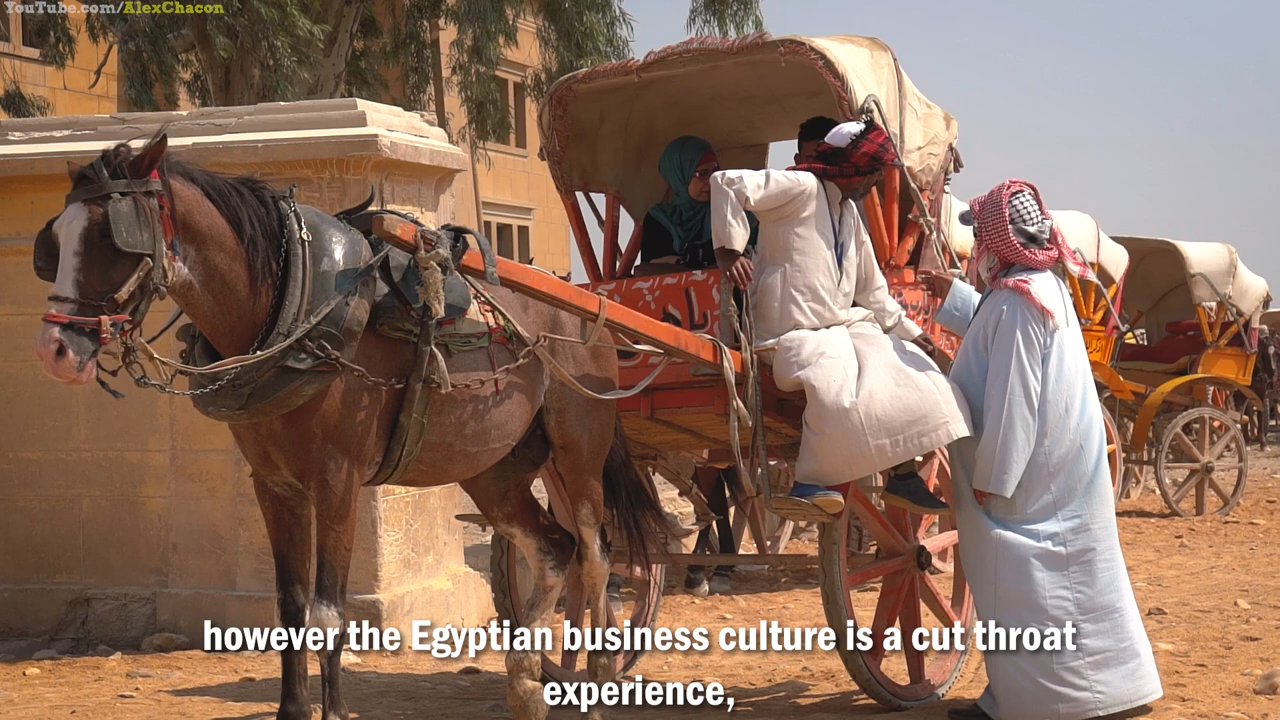 YouTube.com/AlexChacon
however the Egyptian business culture is a cut throat
experience,